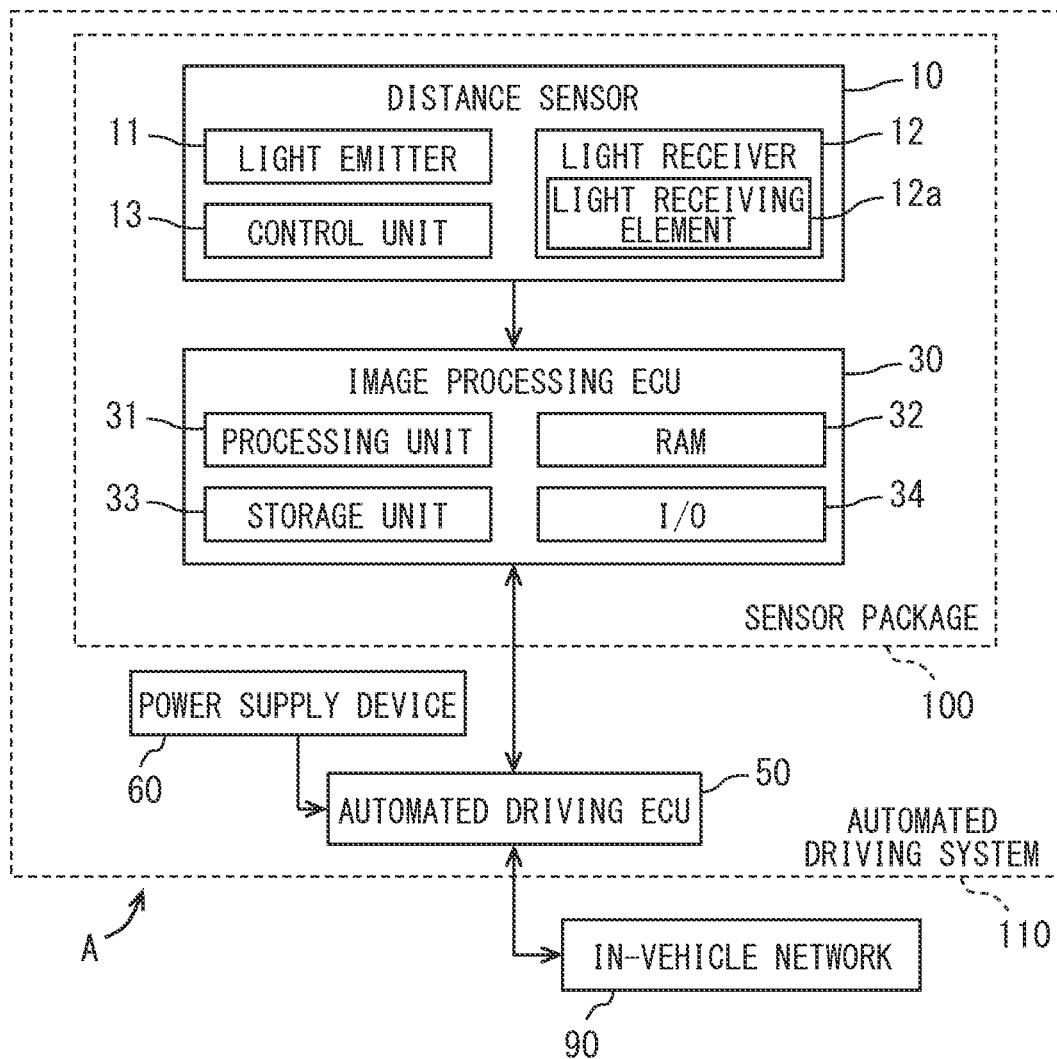 DISTANCE SENSOR
10
11
LIGHT EMITTER
LIGHT RECEIVER
12
LIGHT RECEIVING
ELEMENT
12a
13
CONTROL UNIT
IMAGE PROCESSING ECU
30
31
PROCESSING UNIT
RAM
32
33
STORAGE UNIT
I/O
34
SENSOR PACKAGE
100
POWER SUPPLY DEVICE
60
AUTOMATED DRIVING ECU
50
AUTOMATED
DRIVING SYSTEM
110
A
IN-VEHICLE NETWORK
90